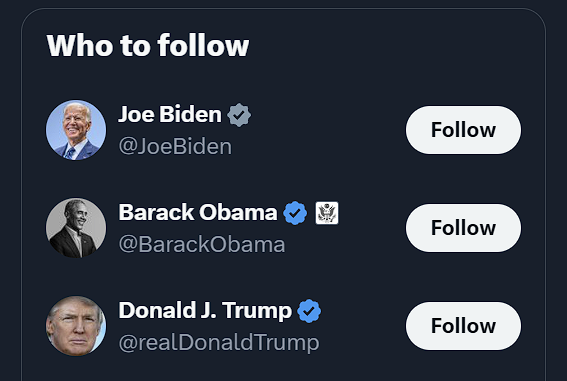 Who to follow
Joe Biden
@JoeBiden
Follow
Barack Obama
@BarackObama
Follow
Donald J. Trump
@realDonaldTrump
Follow